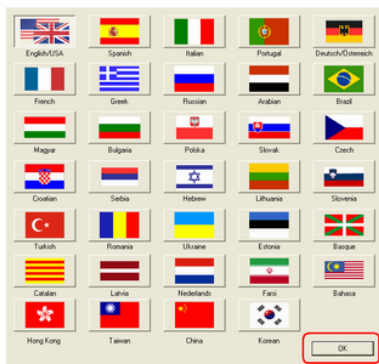 English/USA
Spanish
Italian
Portugal
Deutsch/Österreich
French
Greek
Russian
Arabian
Brazil
Magyar
Bulgaria
Polska
Slovak
Czech
Croatian
Serbia
Hebrew
Lithuania
Slovenia
Turkish
Romania
Ukraine
Estonia
Basque
Catalan
Latvia
Nederlands
Farsi
Bahasa
Hong Kong
Taiwan
China
Korean
OK